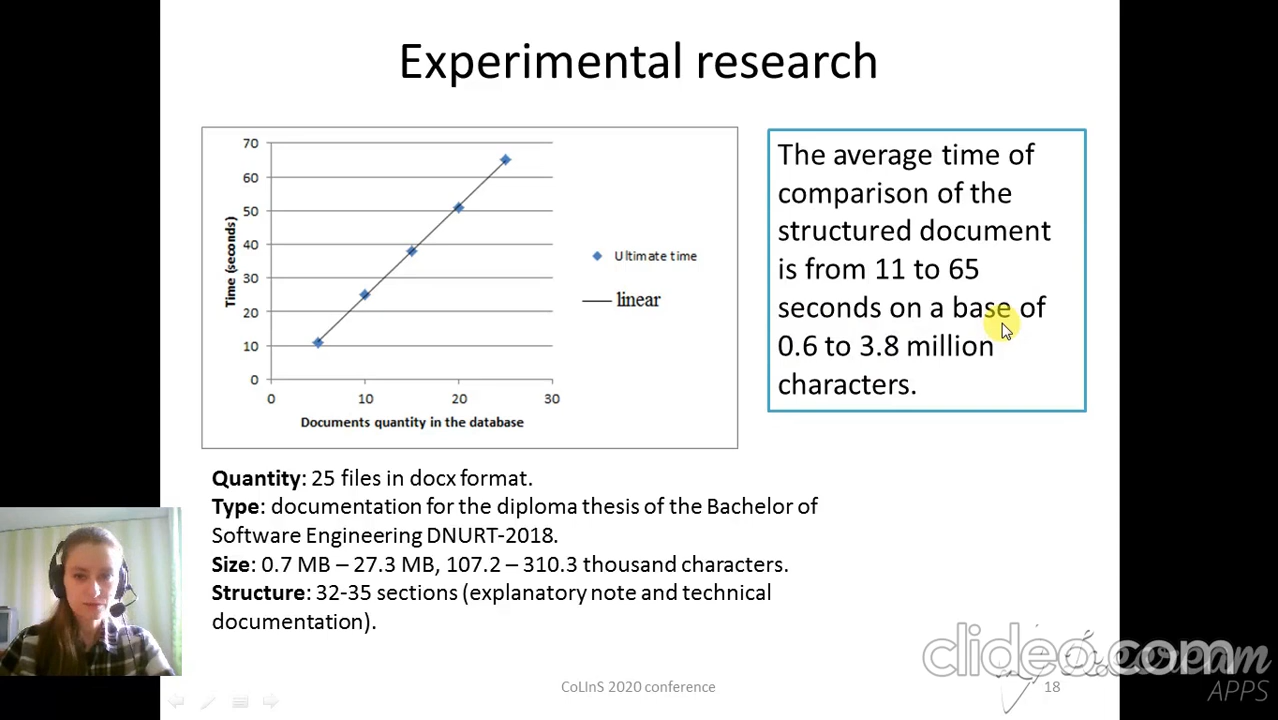 Experimental research
70
60
50
40
30
20
10
0
Time (seconds)
0
10
20
30
Documents quantity in the database
Ultimate time
linear
The average time of
comparison of the
structured document
is from 11 to 65
seconds on a base of
0.6 to 3.8 million
characters.
Quantity: 25 files in docx format.
Type: documentation for the diploma thesis of the Bachelor of
Software Engineering DNURT-2018.
Size: 0.7 MB – 27.3 MB, 107.2 – 310.3 thousand characters.
Structure: 32-35 sections (explanatory note and technical
documentation).
clideo.com
APPS
CoLInS 2020 conference
18